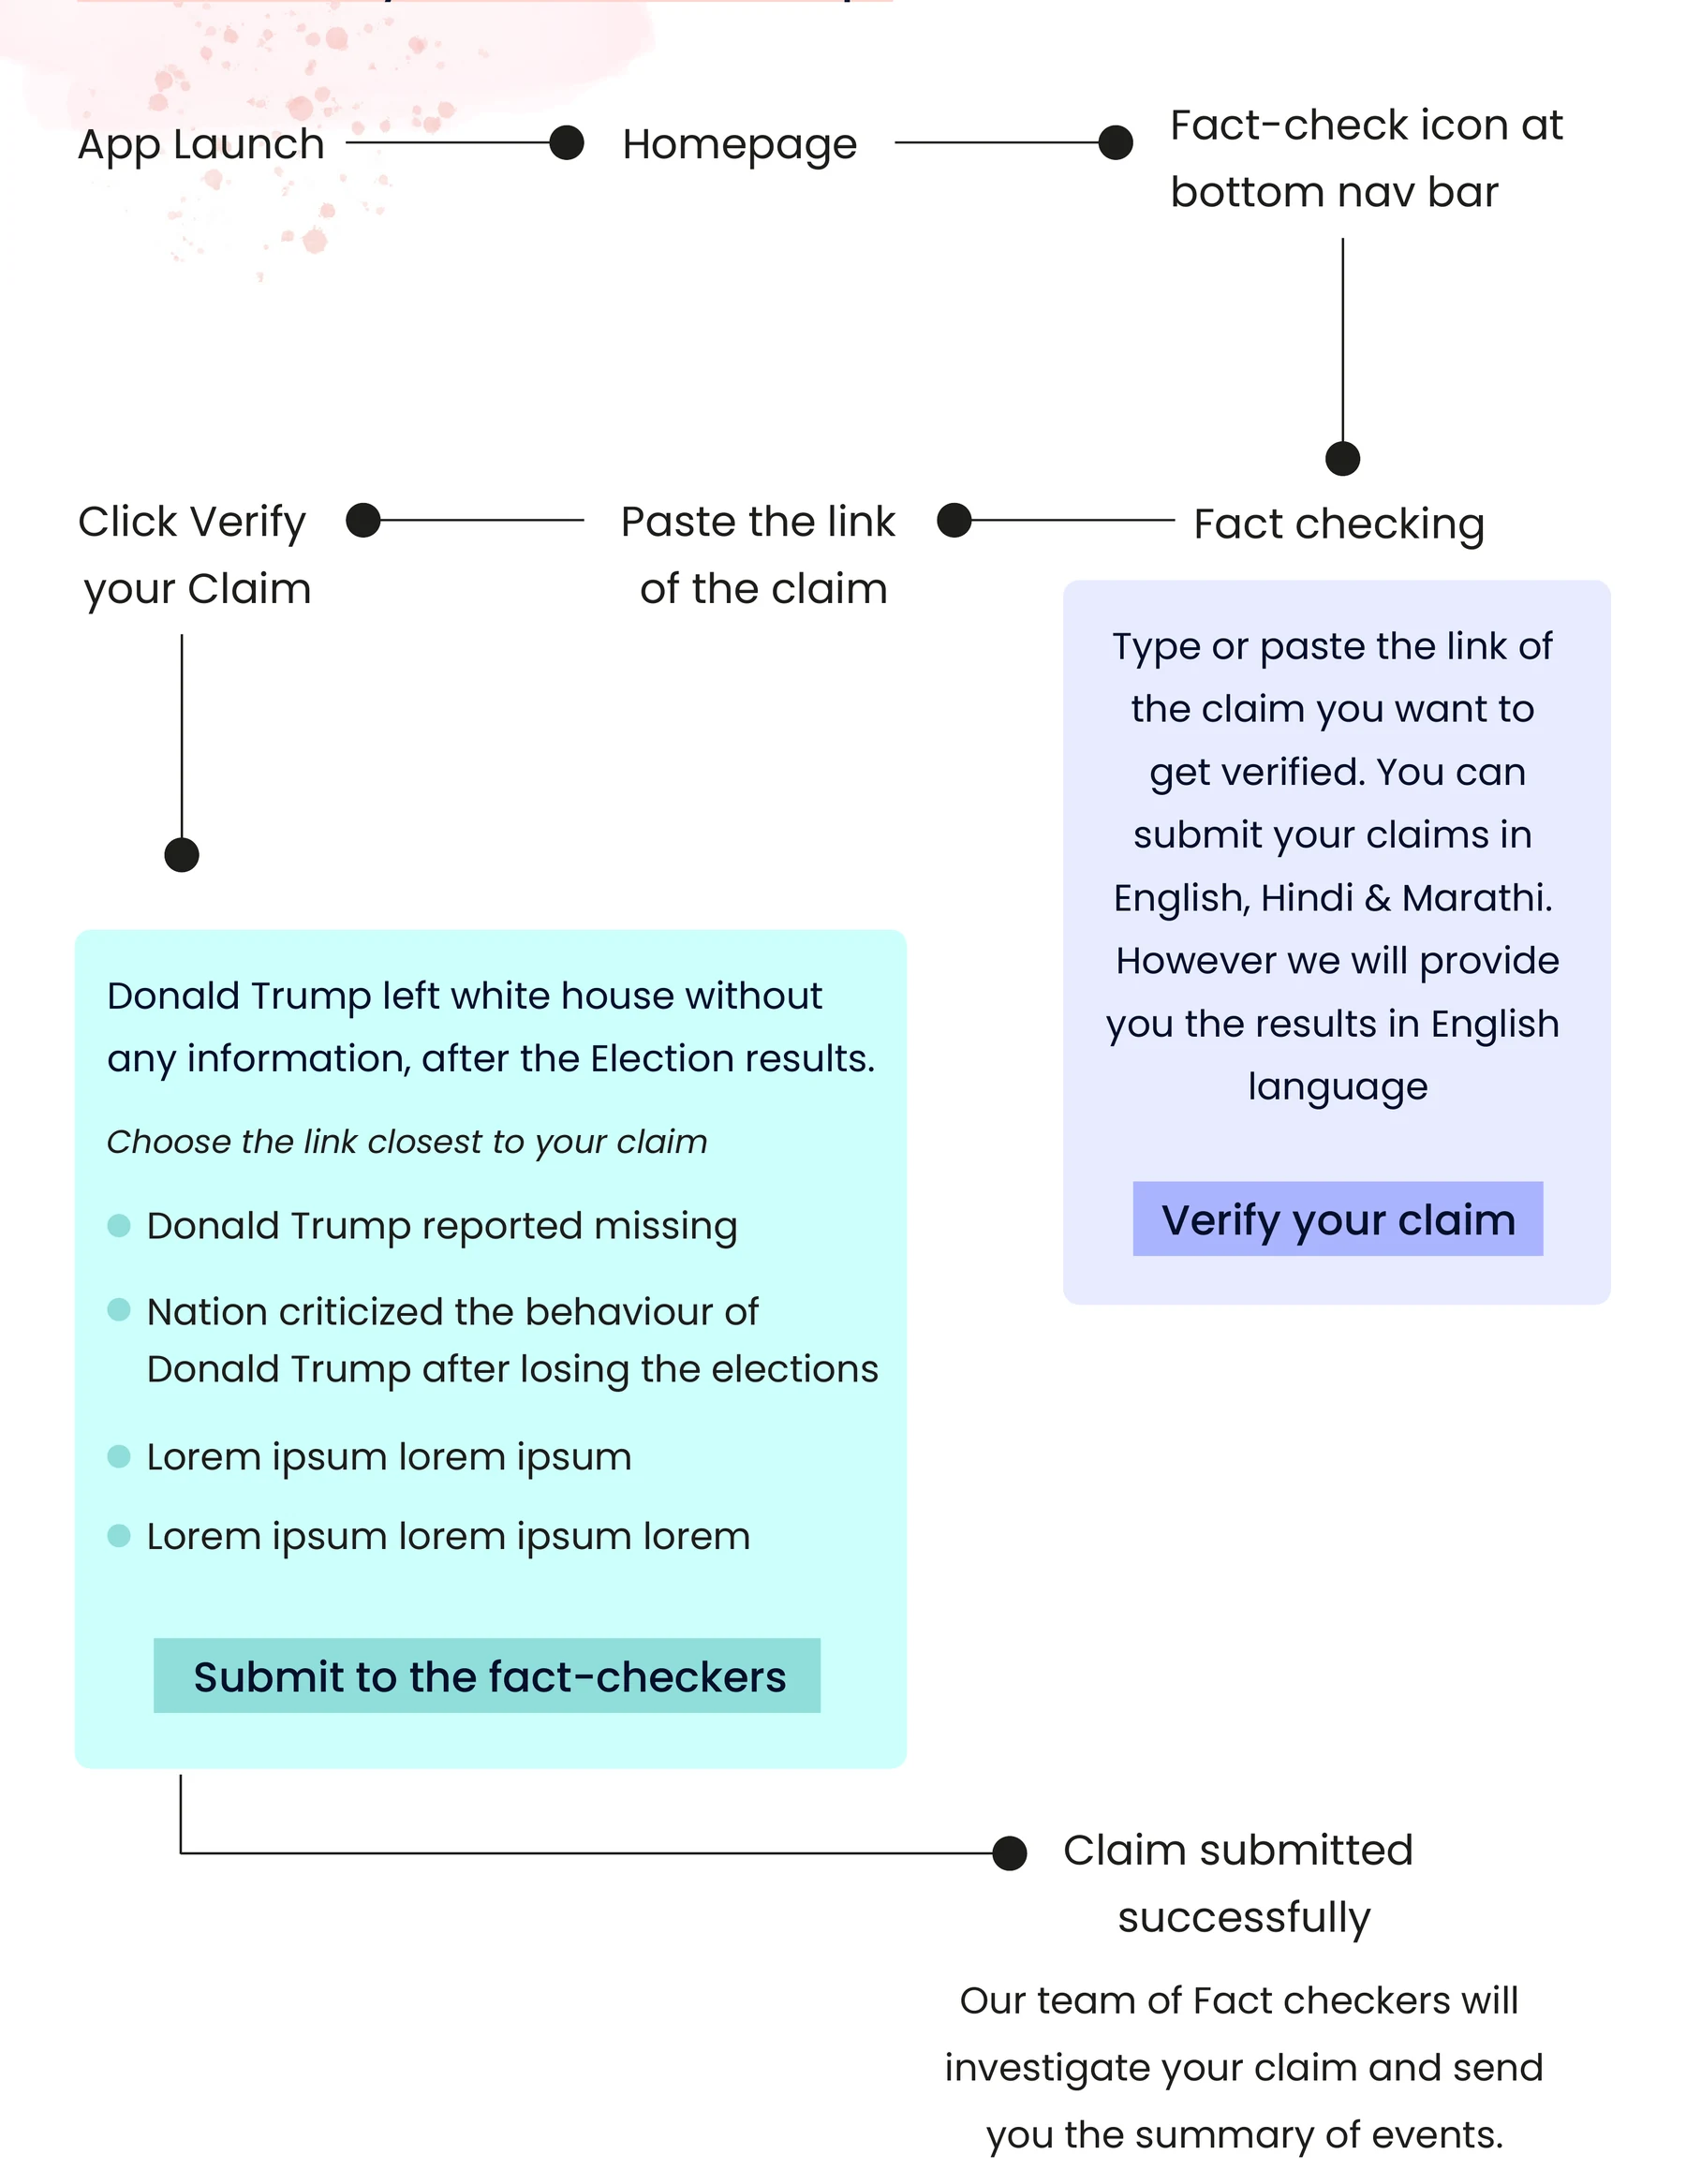 App Launch
Homepage
Fact-check icon at
bottom nav bar
Fact checking
Paste the link
of the claim
Click Verify
your Claim
Type or paste the link of
the claim you want to
get verified. You can
submit your claims in
English, Hindi & Marathi.
However we will provide
you the results in English
language
Verify your claim
Donald Trump left white house without
any information, after the Election results.
Choose the link closest to your claim
Donald Trump reported missing
Nation criticized the behaviour of
Donald Trump after losing the elections
Lorem ipsum lorem ipsum
Lorem ipsum lorem ipsum lorem
Submit to the fact-checkers
Claim submitted
successfully
Our team of Fact checkers will
investigate your claim and send
you the summary of events.